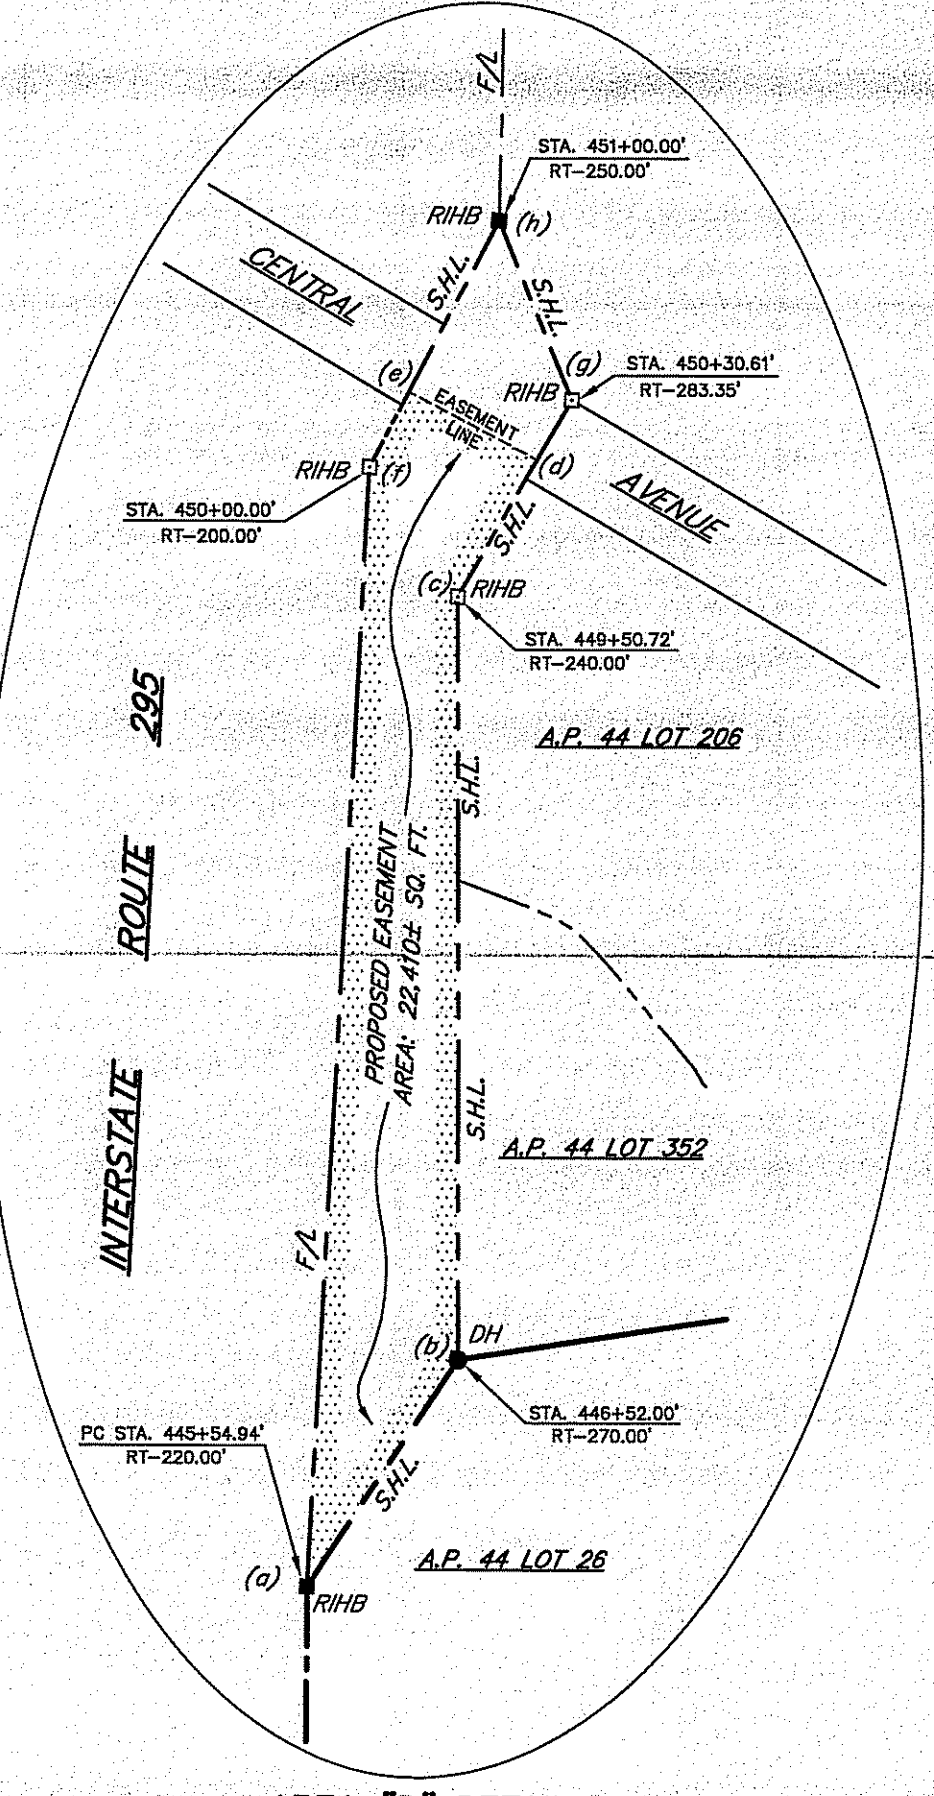 F/L
STA. 451+00.00'
RT-250.00'
RIHB
(h)
CENTRAL
S.H.L.
S.H.L.
(e)
(g)
STA. 450+30.61'
RT-283.35'
RIHB
EASEMENT
LINE
RIHB
(f)
(d)
AVENUE
STA. 450+00.00'
RT-200.00'
S.H.L.
(c)
RIHB
STA. 449+50.72'
RT-240.00'
295
A.P. 44 LOT 206
S.H.L.
PROPOSED EASEMENT
AREA: 22,410± SQ. FT.
ROUTE
INTERSTATE
S.H.L.
A.P. 44 LOT 352
F/L
(b)
DH
STA. 446+52.00'
RT-270.00'
PC STA. 445+54.94'
RT-220.00'
S.H.L.
A.P. 44 LOT 26
(a)
RIHB